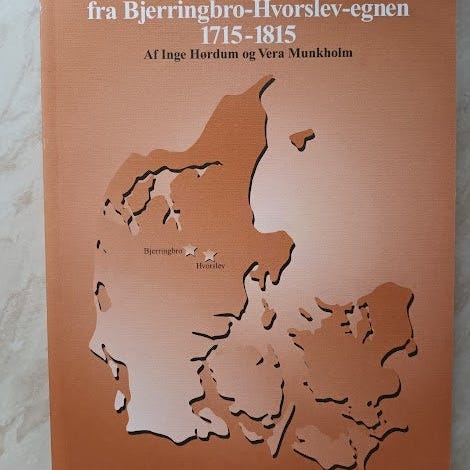 fra Bjerringbro-Hvorslev-egnen
1715-1815
Af Inge Hørdum og Vera Munkholm
Bjerringbro
Hvorslev